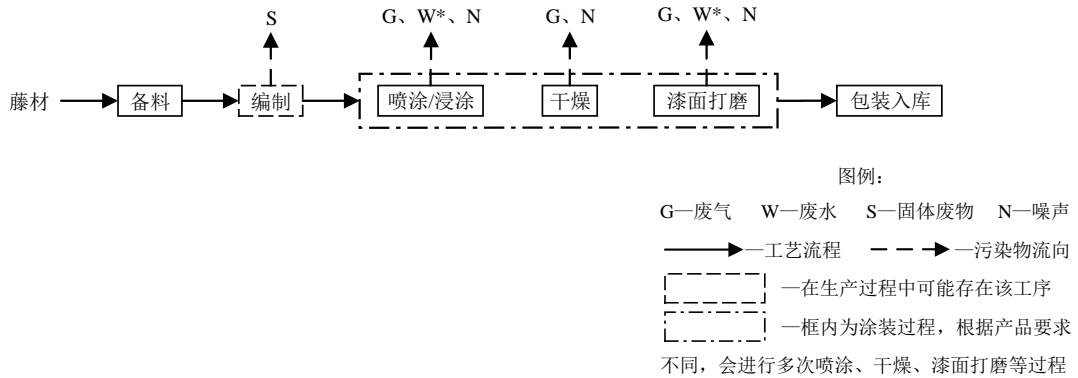 S
G、W*、N
G、N
G、W*、N
藤材
备料
编制
喷涂/浸涂
干燥
漆面打磨
包装入库
图例：
G—废气 W—废水 S—固体废物 N—噪声
—工艺流程 —污染物流向
—在生产过程中可能存在该工序
—框内为涂装过程，根据产品要求
不同，会进行多次喷涂、干燥、漆面打磨等过程